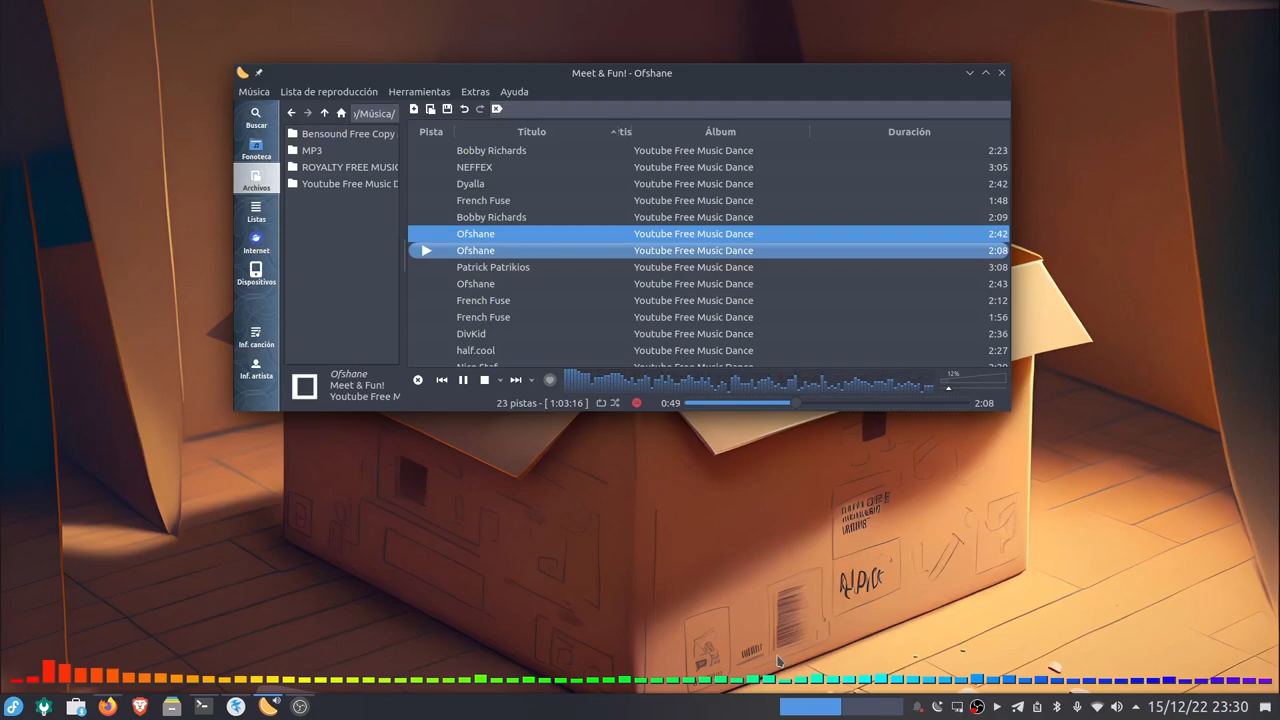 Meet & Fun! - Ofshane
Música Lista de reproducción Herramientas Extras Ayuda
Buscar
Fonoteca
Archivos
Listas
Internet
Dispositivos
Inf. canción
Inf. artista
ı/Música/
Bensound Free Copy
MP3
ROYALTY FREE MUSIC
Youtube Free Music D
Pista Título tis Álbum Duración
Bobby Richards Youtube Free Music Dance 2:23
NEFFEX Youtube Free Music Dance 3:05
Dyalla Youtube Free Music Dance 2:42
French Fuse Youtube Free Music Dance 1:48
Bobby Richards Youtube Free Music Dance 2:09
Ofshane Youtube Free Music Dance 2:42
Ofshane Youtube Free Music Dance 2:08
Patrick Patrikios Youtube Free Music Dance 3:08
Ofshane Youtube Free Music Dance 2:43
French Fuse Youtube Free Music Dance 2:12
French Fuse Youtube Free Music Dance 1:56
DivKid Youtube Free Music Dance 2:36
half.cool Youtube Free Music Dance 2:27
Ofshane
Meet & Fun!
Youtube Free M
12%
23 pistas - [ 1:03:16 ] 0:49 2:08
15/12/22 23:30